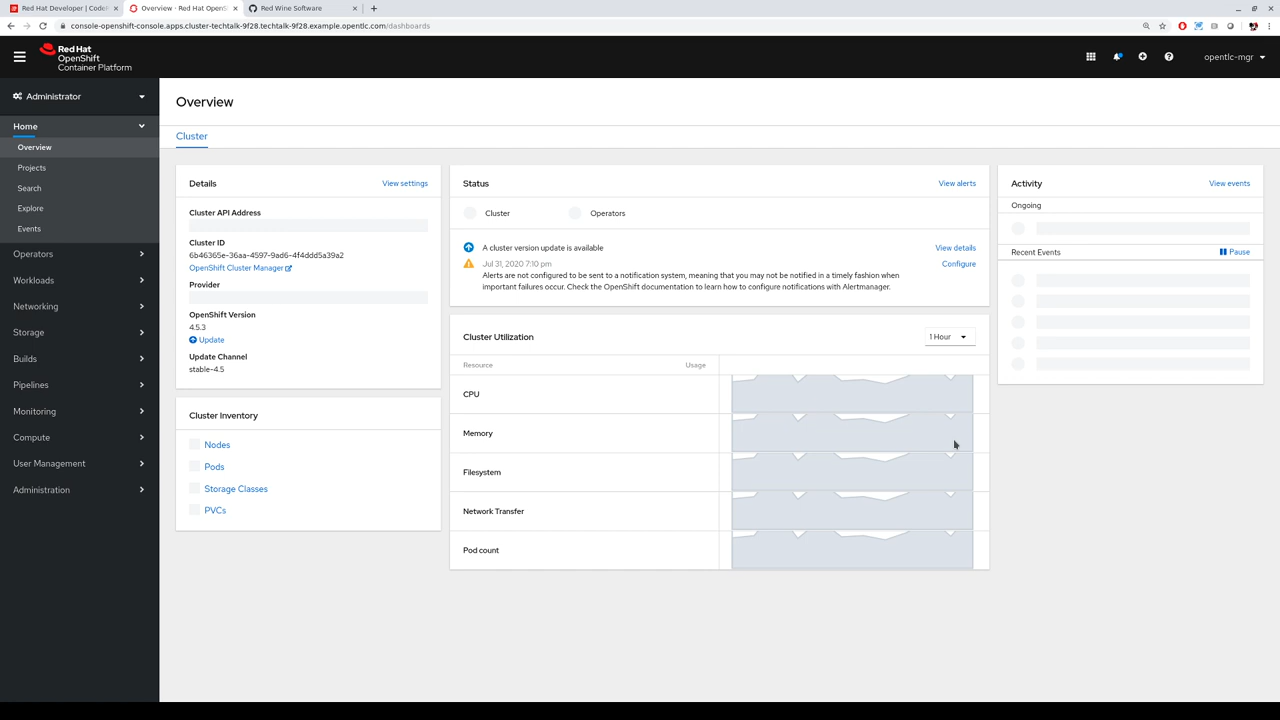 Red Hat Developer | Code
Overview · Red Hat OpenS
Red Wine Software
console-openshift-console.apps.cluster-techtalk-9f28.techtalk-9f28.example.opentlc.com/dashboards
Red Hat
OpenShift
Container Platform
opentlc-mgr
Administrator
Home
Overview
Projects
Search
Explore
Events
Operators
Workloads
Networking
Storage
Builds
Pipelines
Monitoring
Compute
User Management
Administration
Overview
Cluster
Details
View settings
Cluster API Address
Cluster ID
6b46365e-36aa-4597-9ad6-4f4ddd5a39a2
OpenShift Cluster Manager
Provider
OpenShift Version
4.5.3
Update
Update Channel
stable-4.5
Cluster Inventory
Nodes
Pods
Storage Classes
PVCs
Status
View alerts
Cluster
Operators
A cluster version update is available
View details
Jul 31, 2020 7:10 pm
Configure
Alerts are not configured to be sent to a notification system, meaning that you may not be notified in a timely fashion when
important failures occur. Check the OpenShift documentation to learn how to configure notifications with Alertmanager.
Cluster Utilization
1 Hour
Resource
Usage
CPU
Memory
Filesystem
Network Transfer
Pod count
Activity
View events
Ongoing
Recent Events
Pause